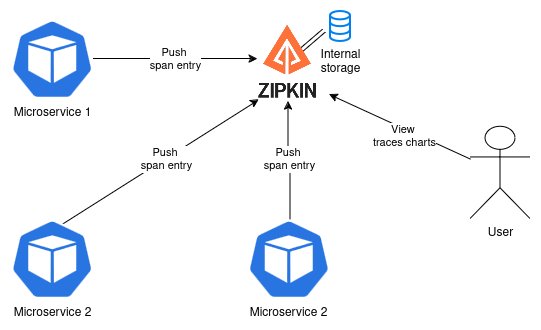 Push
span entry
Internal
storage
ZIPKIN
Microservice 1
View
traces charts
Push
span entry
Push
span entry
User
Microservice 2
Microservice 2